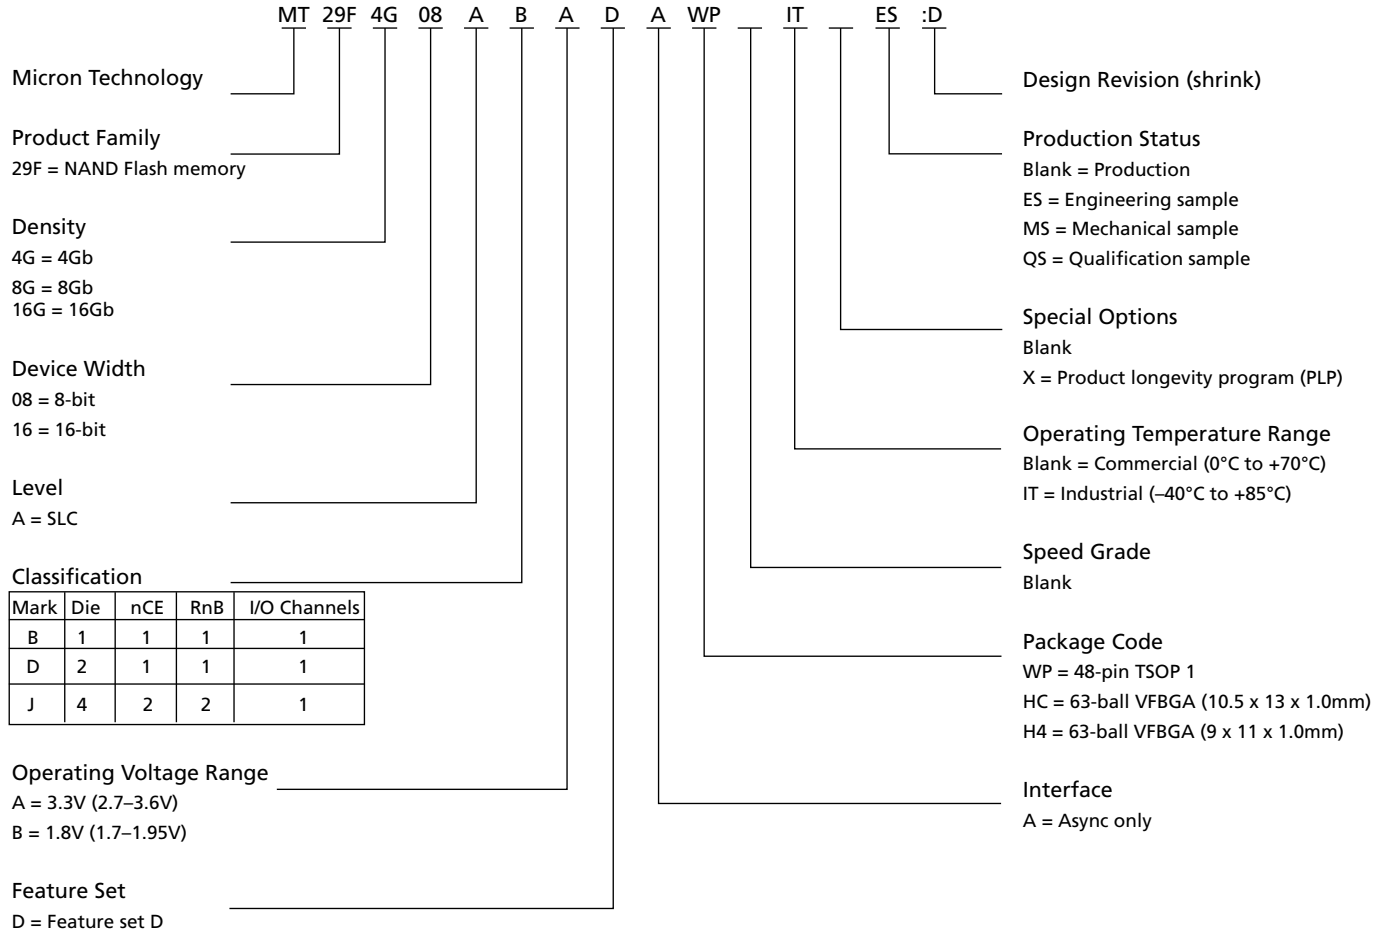 MT 29F 4G 08 A B A D A WP IT ES :D
Micron Technology
Product Family
29F = NAND Flash memory
Density
4G = 4Gb
8G = 8Gb
16G = 16Gb
Device Width
08 = 8-bit
16 = 16-bit
Level
A = SLC
Classification
Mark Die nCE RnB I/O Channels
B 1 1 1 1
D 2 1 1 1
J 4 2 2 1
Operating Voltage Range
A = 3.3V (2.7–3.6V)
B = 1.8V (1.7–1.95V)
Feature Set
D = Feature set D
Design Revision (shrink)
Production Status
Blank = Production
ES = Engineering sample
MS = Mechanical sample
QS = Qualification sample
Special Options
Blank
X = Product longevity program (PLP)
Operating Temperature Range
Blank = Commercial (0°C to +70°C)
IT = Industrial (–40°C to +85°C)
Speed Grade
Blank
Package Code
WP = 48-pin TSOP 1
HC = 63-ball VFBGA (10.5 x 13 x 1.0mm)
H4 = 63-ball VFBGA (9 x 11 x 1.0mm)
Interface
A = Async only